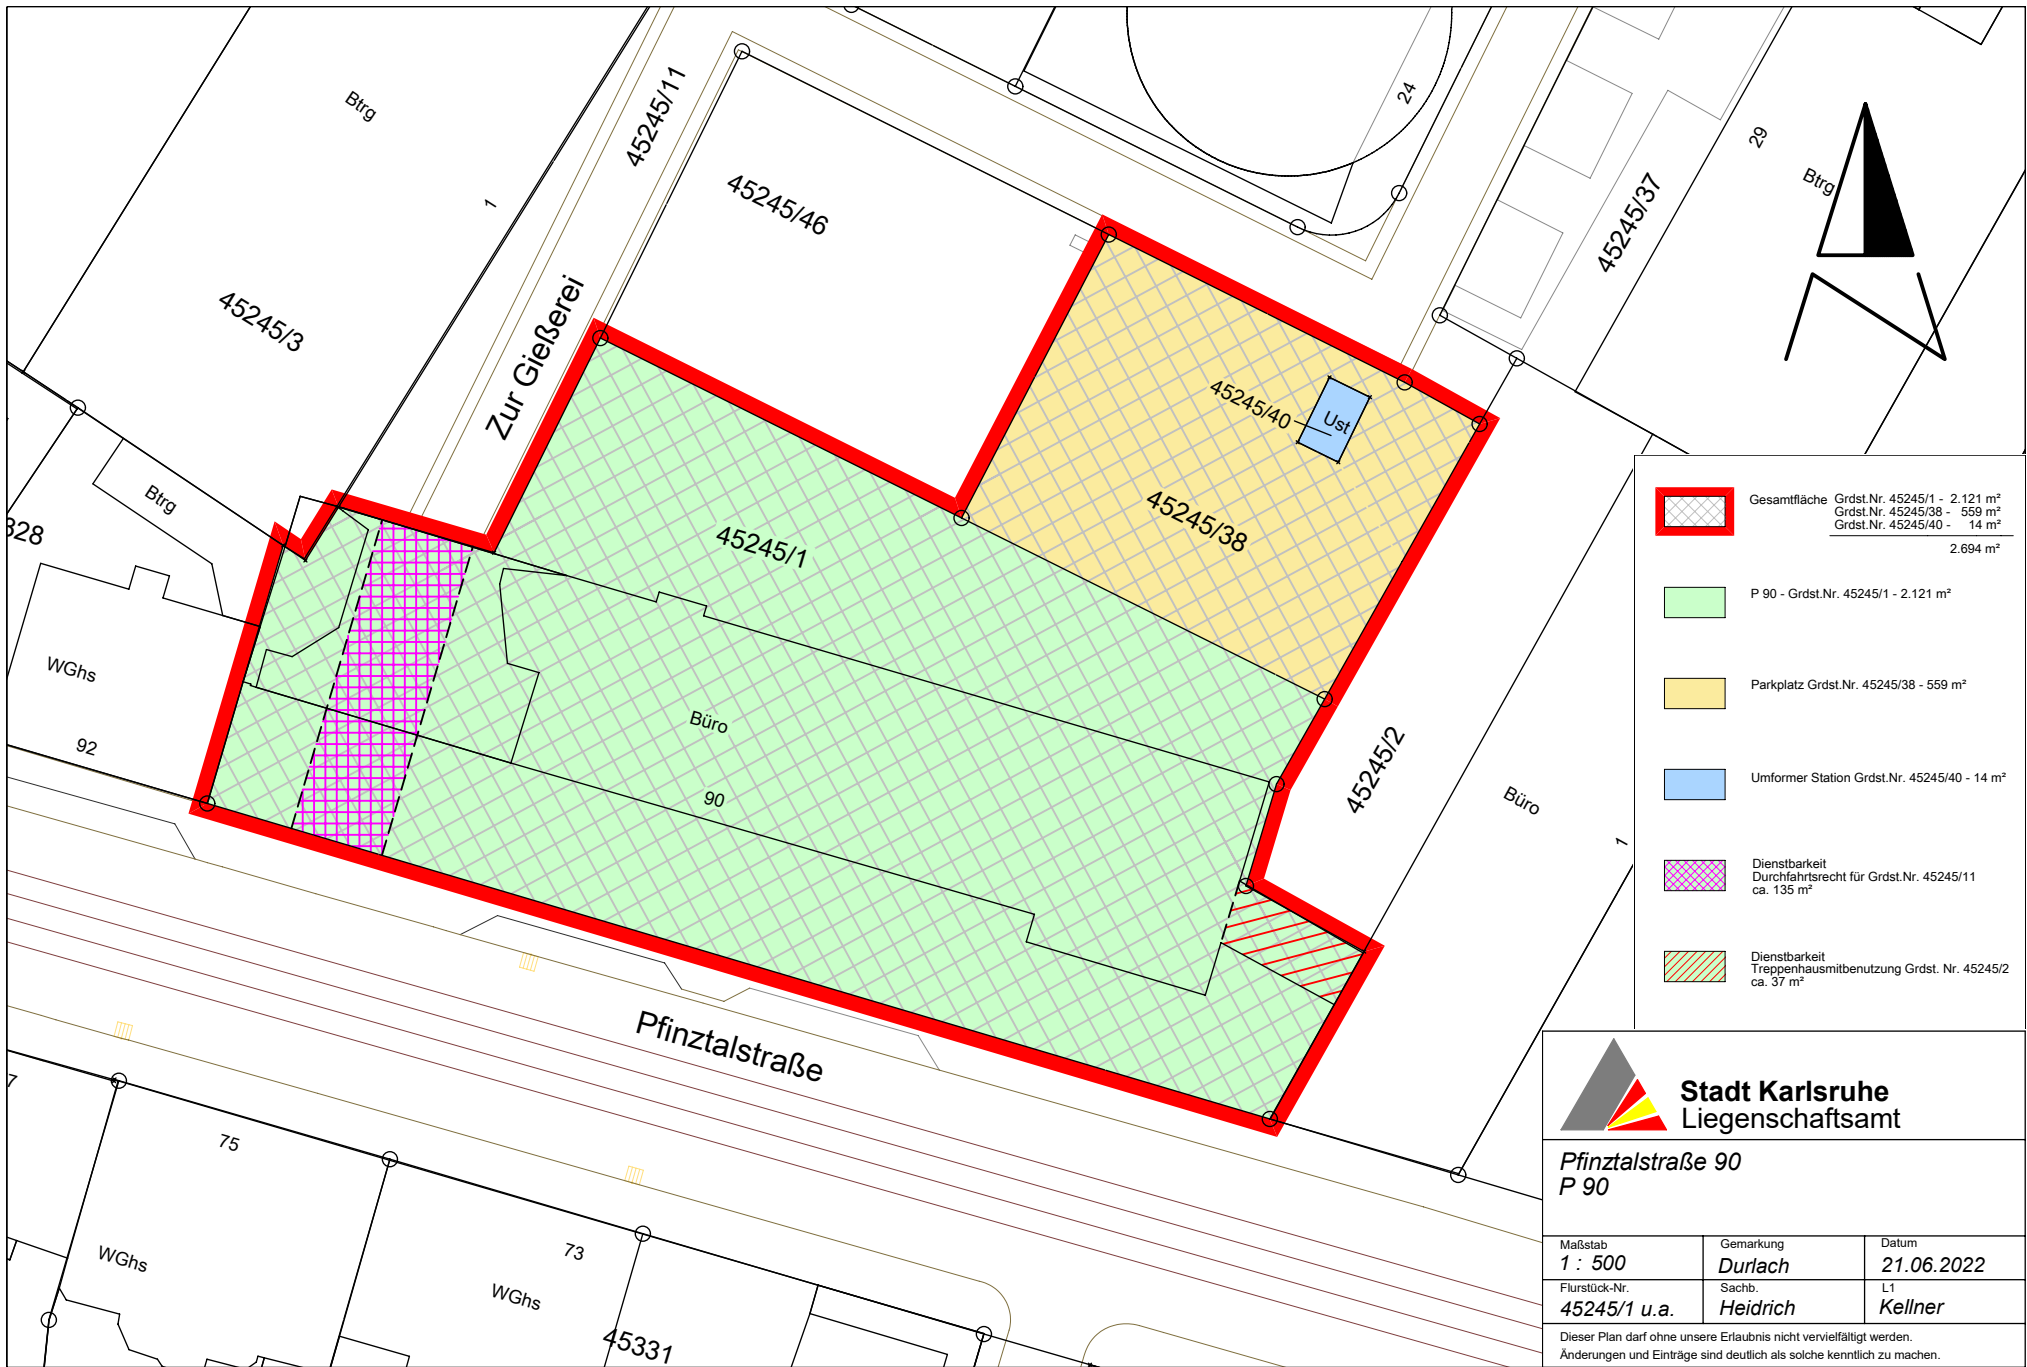 Btrg
45245/11
24
29
Btrg
45245/46
45245/37
1
45245/3
Zur Gießerei
45245/40
Ust
45245/38
45245/1
Btrg
328
WGhs
92
Büro
90
45245/2
Büro
1
Pfinztalstraße
7
75
WGhs
73
WGhs
45331
Gesamtfläche Grdst.Nr. 45245/1 - 2.121 m²
Grdst.Nr. 45245/38 - 559 m²
Grdst.Nr. 45245/40 - 14 m²
2.694 m²
P 90 - Grdst.Nr. 45245/1 - 2.121 m²
Parkplatz Grdst.Nr. 45245/38 - 559 m²
Umformer Station Grdst.Nr. 45245/40 - 14 m²
Dienstbarkeit
Durchfahrtsrecht für Grdst.Nr. 45245/11
ca. 135 m²
Dienstbarkeit
Treppenhausmitbenutzung Grdst. Nr. 45245/2
ca. 37 m²
Stadt Karlsruhe
Liegenschaftsamt
Pfinztalstraße 90
P 90
Maßstab
1 : 500
Gemarkung
Durlach
Datum
21.06.2022
Flurstück-Nr.
45245/1 u.a.
Sachb.
Heidrich
L1
Kellner
Dieser Plan darf ohne unsere Erlaubnis nicht vervielfältigt werden.
Änderungen und Einträge sind deutlich als solche kenntlich zu machen.